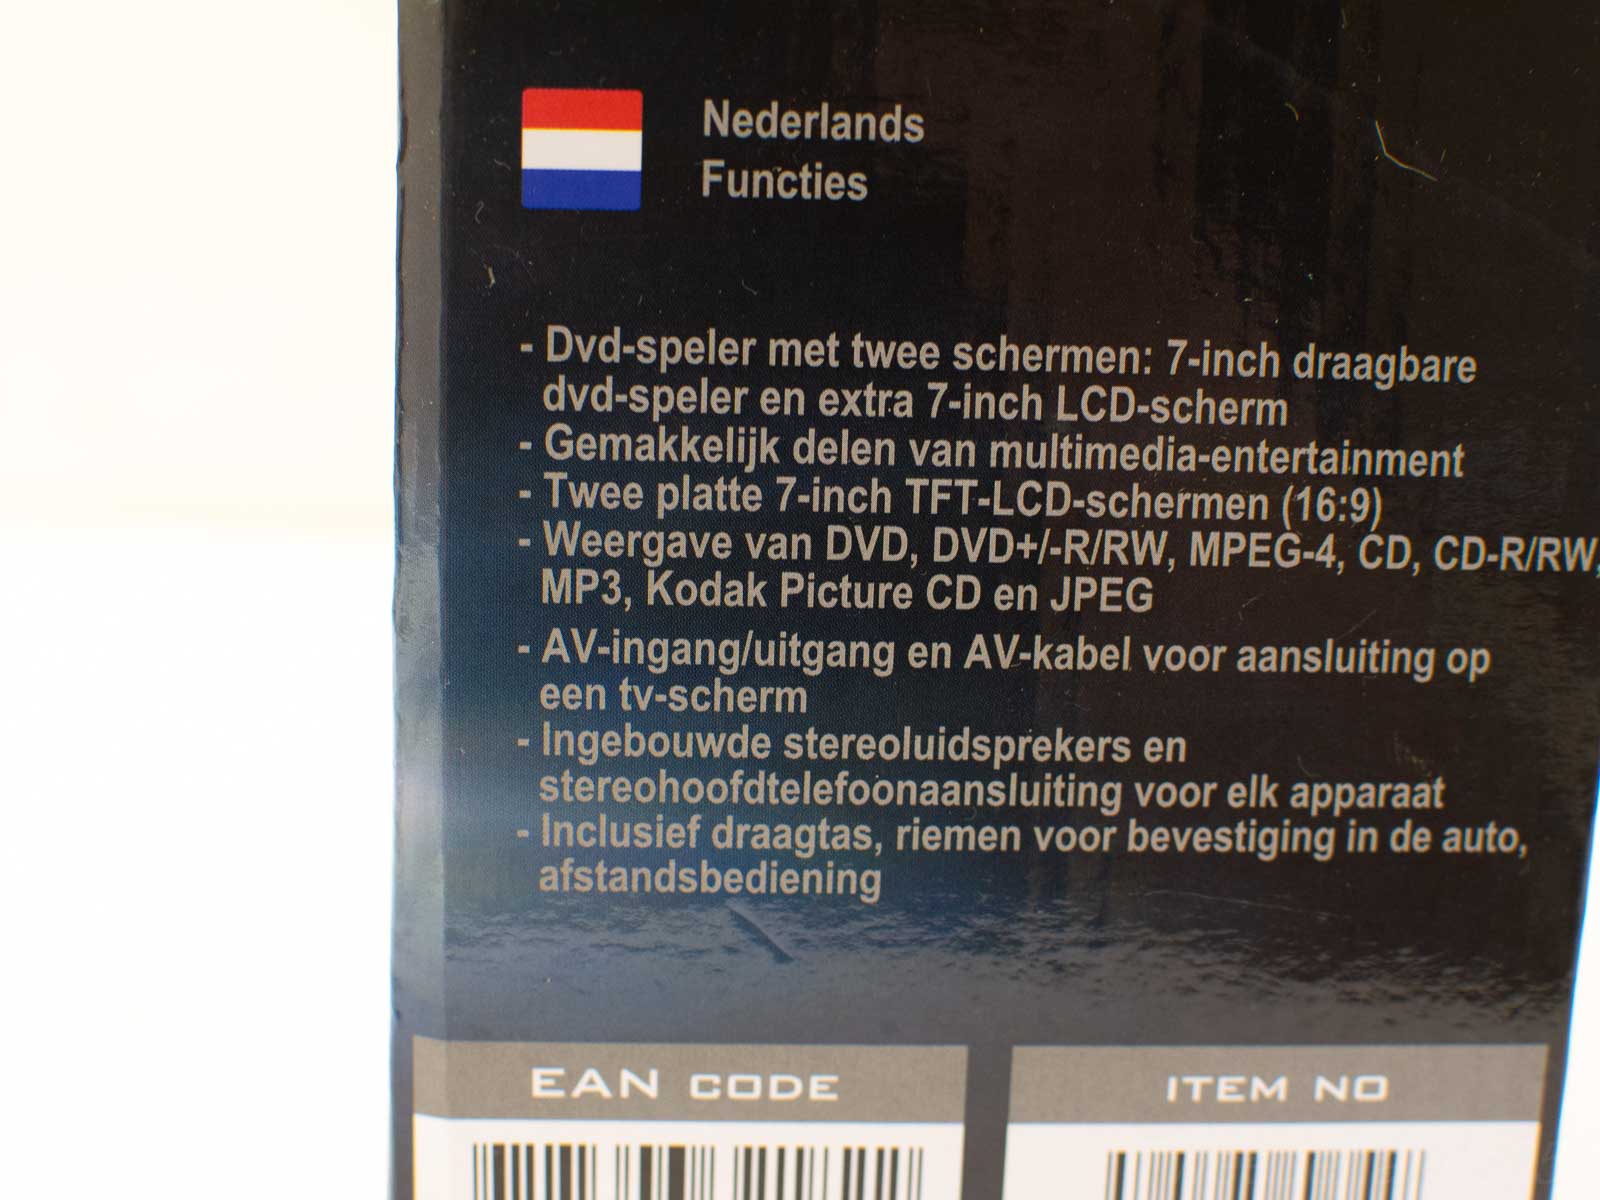 Nederlands
Functies
- Dvd-speler met twee schermen: 7-inch draagbare
dvd-speler en extra 7-inch LCD-scherm
- Gemakkelijk delen van multimedia-entertainment
- Twee platte 7-inch TFT-LCD-schermen (16:9)
- Weergave van DVD, DVD+/-R/RW, MPEG-4, CD, CD-R/RW,
MP3, Kodak Picture CD en JPEG
- AV-ingang/uitgang en AV-kabel voor aansluiting op
een tv-scherm
- Ingebouwde stereoluidsprekers en
stereohoofdtelefoonaansluiting voor elk apparaat
- Inclusief draagtas, riemen voor bevestiging in de auto,
afstandsbediening
EAN CODE
ITEM NO